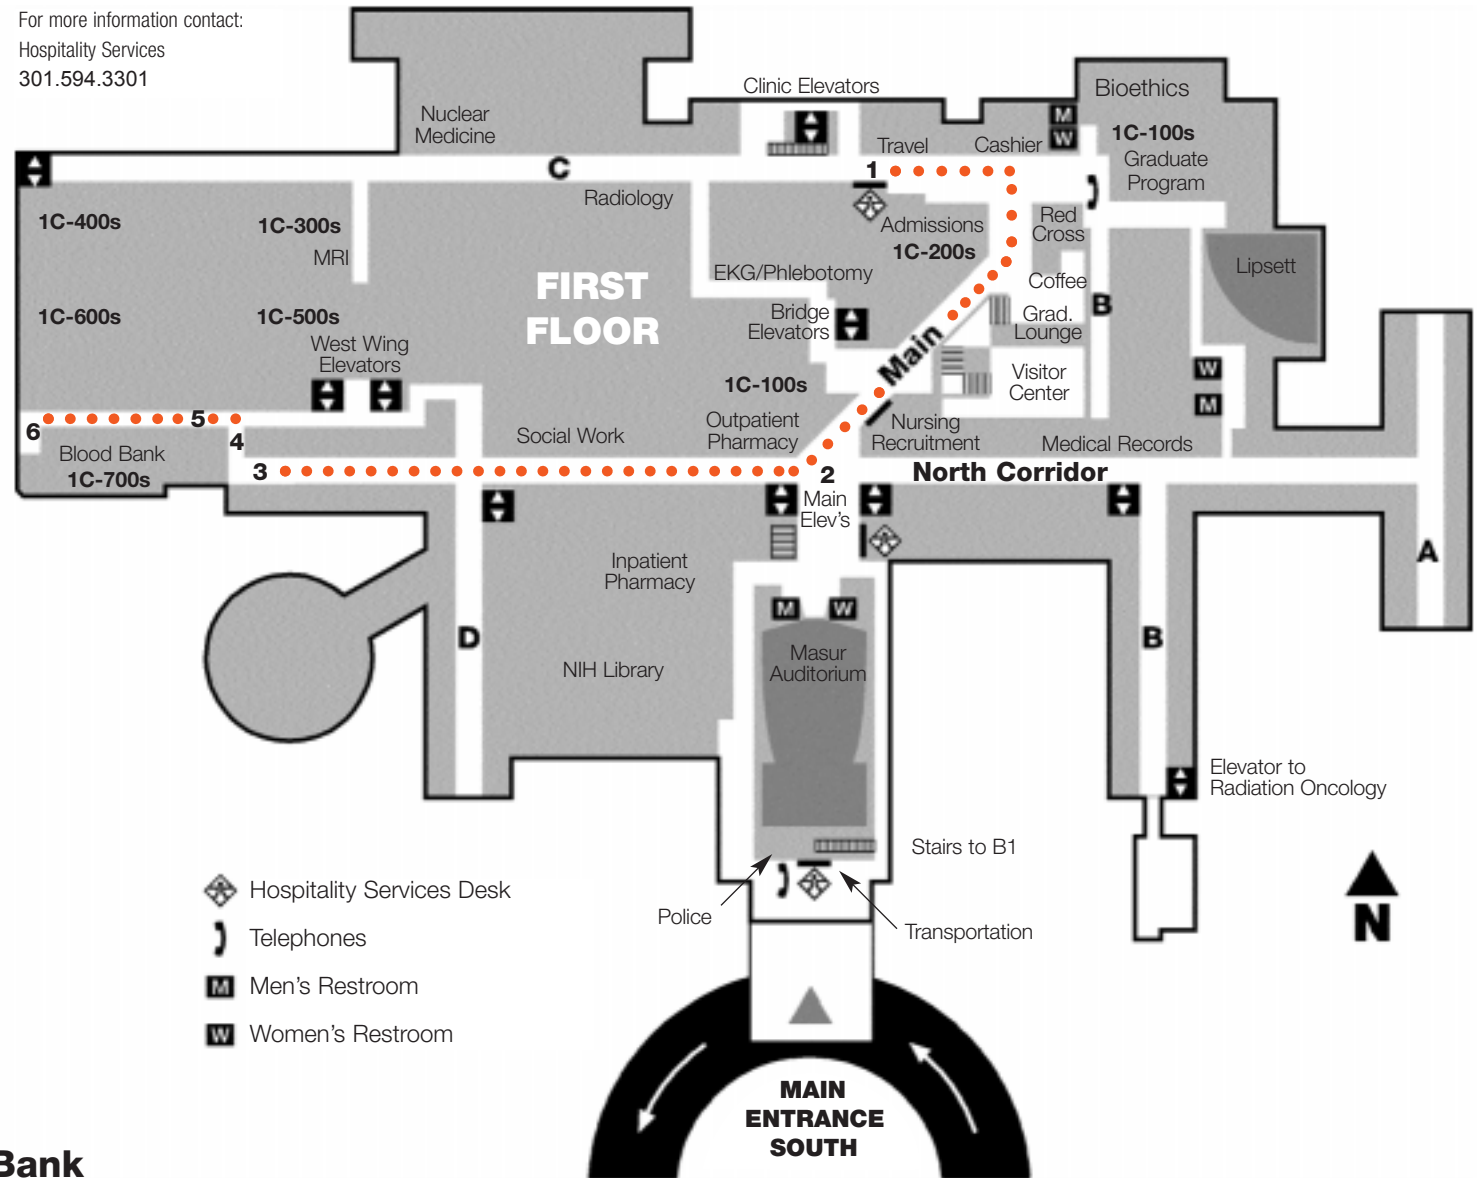 For more information contact:
Hospitality Services
301.594.3301
Clinic Elevators
Bioethics
Nuclear
Medicine
M
W
1C-100s
Graduate
Program
Travel
Cashier
C
1
Radiology
1C-400s
1C-300s
MRI
Admissions
1C-200s
Red
Cross
Lipsett
EKG/Phlebotomy
Coffee
FIRST
FLOOR
B
1C-600s
1C-500s
Bridge
Elevators
Grad.
Lounge
West Wing
Elevators
Main
1C-100s
Visitor
Center
W
M
Outpatient
Pharmacy
Nursing
Recruitment
Medical Records
6
5
4
Social Work
Blood Bank
1C-700s
3
2
North Corridor
Main
Elev's
Inpatient
Pharmacy
A
M
W
D
B
NIH Library
Masur
Auditorium
Elevator to
Radiation Oncology
Stairs to B1
Hospitality Services Desk
Police
Transportation
N
Telephones
M Men's Restroom
W Women's Restroom
MAIN
ENTRANCE
SOUTH
Bank